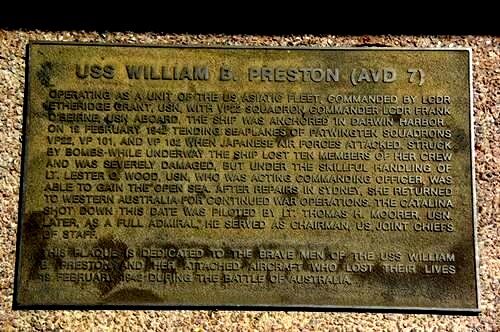 USS WILLIAM B. PRESTON (AVD 7)
OPERATING AS A UNIT OF THE US ASIATIC FLEET, COMMANDED BY LCDR
ETHERIDGE GRANT, USN, WITH VP22 SQUADRON, COMMANDER LCDR FRANK
O'BEIRNE, USN, ABOARD, THE SHIP WAS ANCHORED IN DARWIN HARBOR
ON 19 FEBRUARY 1942 TENDING SEAPLANES OF PATWINGTEN SQUADRONS
VP22, VP 101, AND VP 102 WHEN JAPANESE AIR FORCES ATTACKED. STRUCK
BY BOMBS WHILE UNDERWAY THE SHIP LOST TEN MEMBERS OF HER CREW
AND WAS SEVERELY DAMAGED, BUT UNDER THE SKILLFUL HANDLING OF
LT. LESTER O. WOOD, USN, WHO WAS ACTING COMMANDING OFFICER, WAS
ABLE TO GAIN THE OPEN SEA. AFTER REPAIRS IN SYDNEY, SHE RETURNED
TO WESTERN AUSTRALIA FOR CONTINUED WAR OPERATIONS. THE CATALINA
SHOT DOWN THIS DATE WAS PILOTED BY LT. THOMAS H. MOORER, USN.
LATER, AS A FULL ADMIRAL, HE SERVED AS CHAIRMAN, US JOINT CHIEFS
OF STAFF.
THIS PLAQUE IS DEDICATED TO THE BRAVE MEN OF THE USS WILLIAM
B. PRESTON AND HER ATTACHED AIRCRAFT WHO LOST THEIR LIVES
19 FEBRUARY 1942 DURING THE BATTLE OF AUSTRALIA.